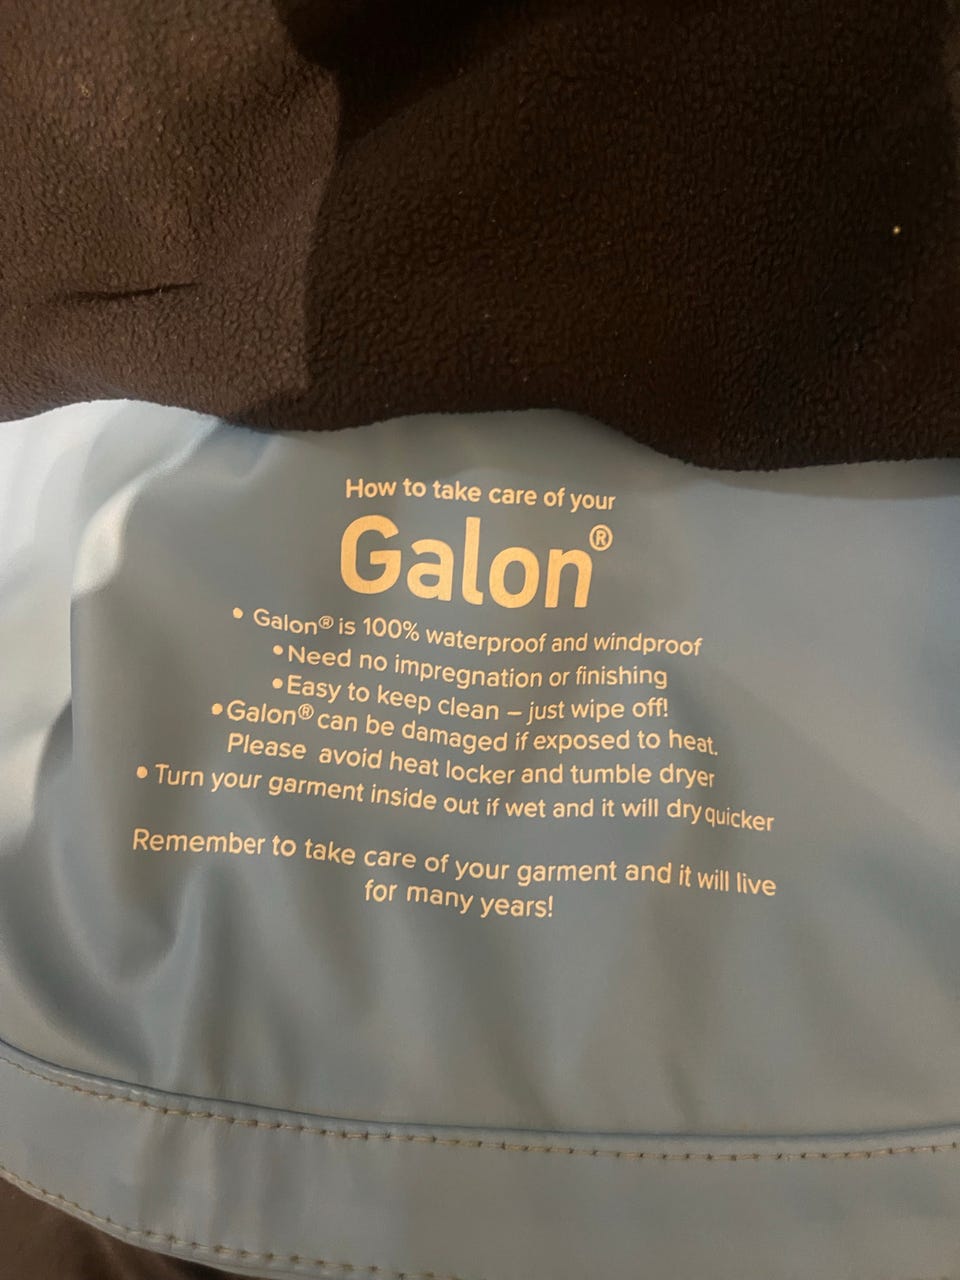 How to take care of your
Galon®
• Galon® is 100% waterproof and windproof
• Need no impregnation or finishing
• Easy to keep clean – just wipe off!
• Galon® can be damaged if exposed to heat.
Please avoid heat locker and tumble dryer
• Turn your garment inside out if wet and it will dry quicker
Remember to take care of your garment and it will live
for many years!